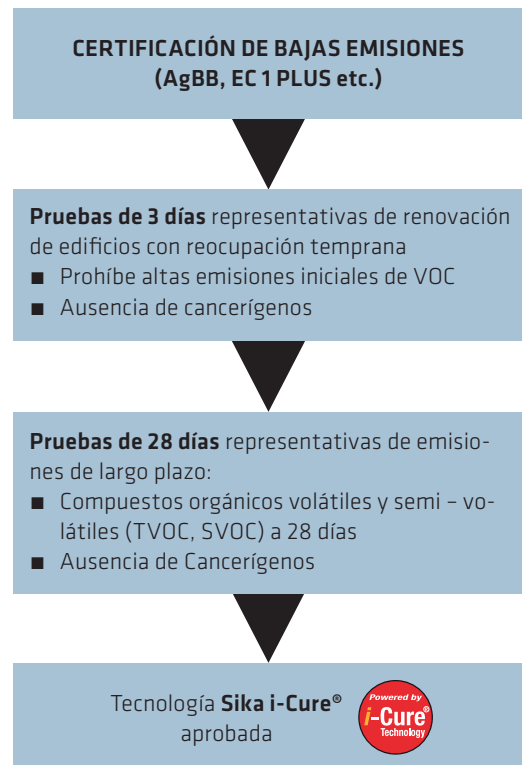 CERTIFICACIÓN DE BAJAS EMISIONES
(AgBB, EC 1 PLUS etc.)
Pruebas de 3 días representativas de renovación
de edificios con reocupación temprana
■ Prohíbe altas emisiones iniciales de VOC
■ Ausencia de cancerígenos
Pruebas de 28 días representativas de emisio-
nes de largo plazo:
■ Compuestos orgánicos volátiles y semi – vo-
látiles (TVOC, SVOC) a 28 días
■ Ausencia de Cancerígenos
Tecnología Sika i-Cure®
aprobada
Powered by
i-Cure®
Technology